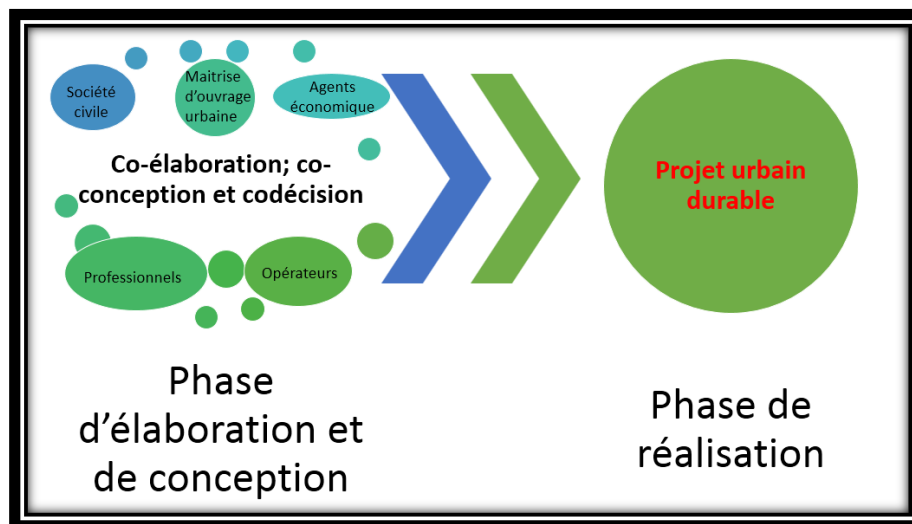 Société
civile
Maitrise
d'ouvrage
urbaine
Agents
économique
Co-élaboration; co-
conception et codécision
Professionnels
Opérateurs
Projet urbain
durable
Phase
d'élaboration et
de conception
Phase de
réalisation